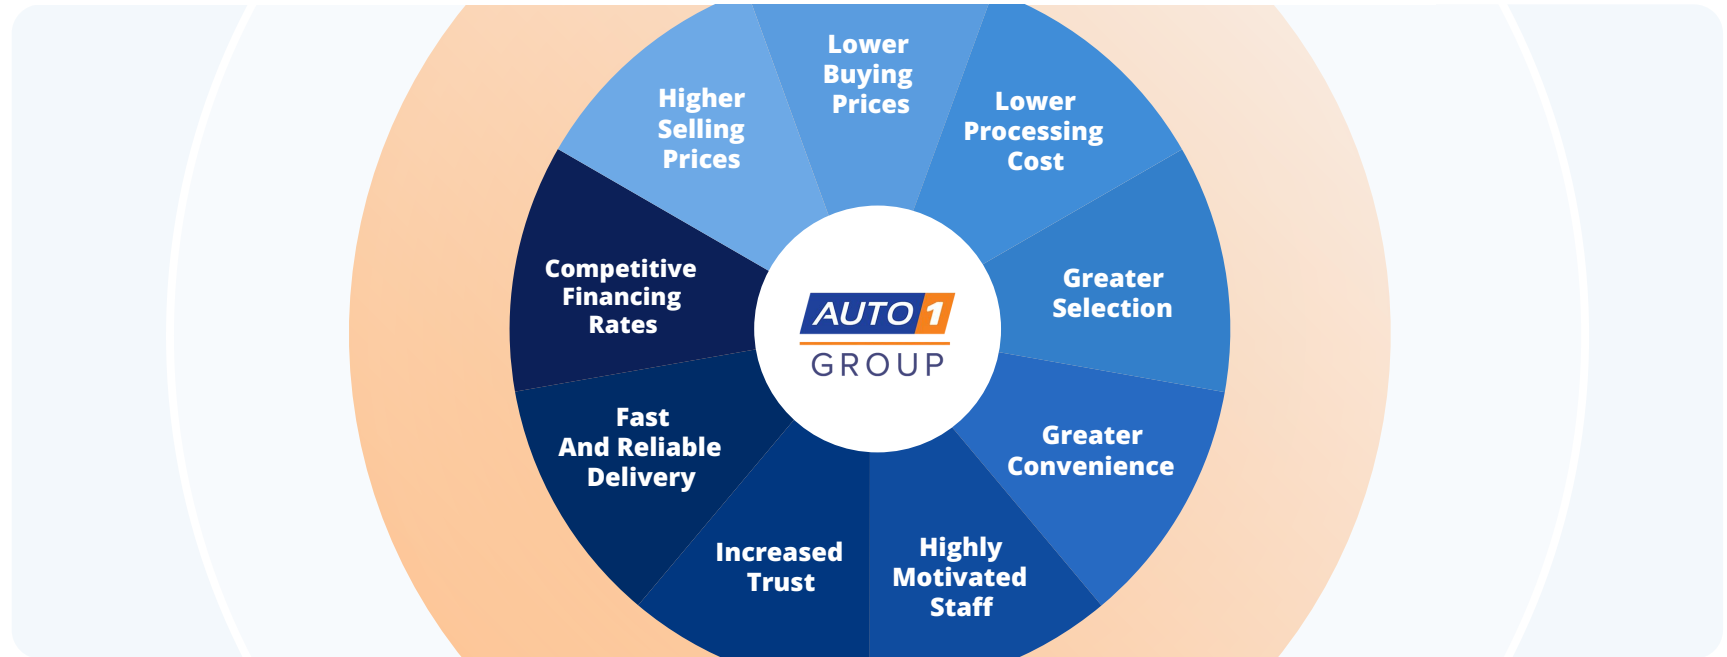 Lower
Buying
Prices
Lower
Processing
Cost
Greater
Selection
Greater
Convenience
Highly
Motivated
Staff
Increased
Trust
Fast
And Reliable
Delivery
Competitive
Financing
Rates
Higher
Selling
Prices
AUTO1
GROUP